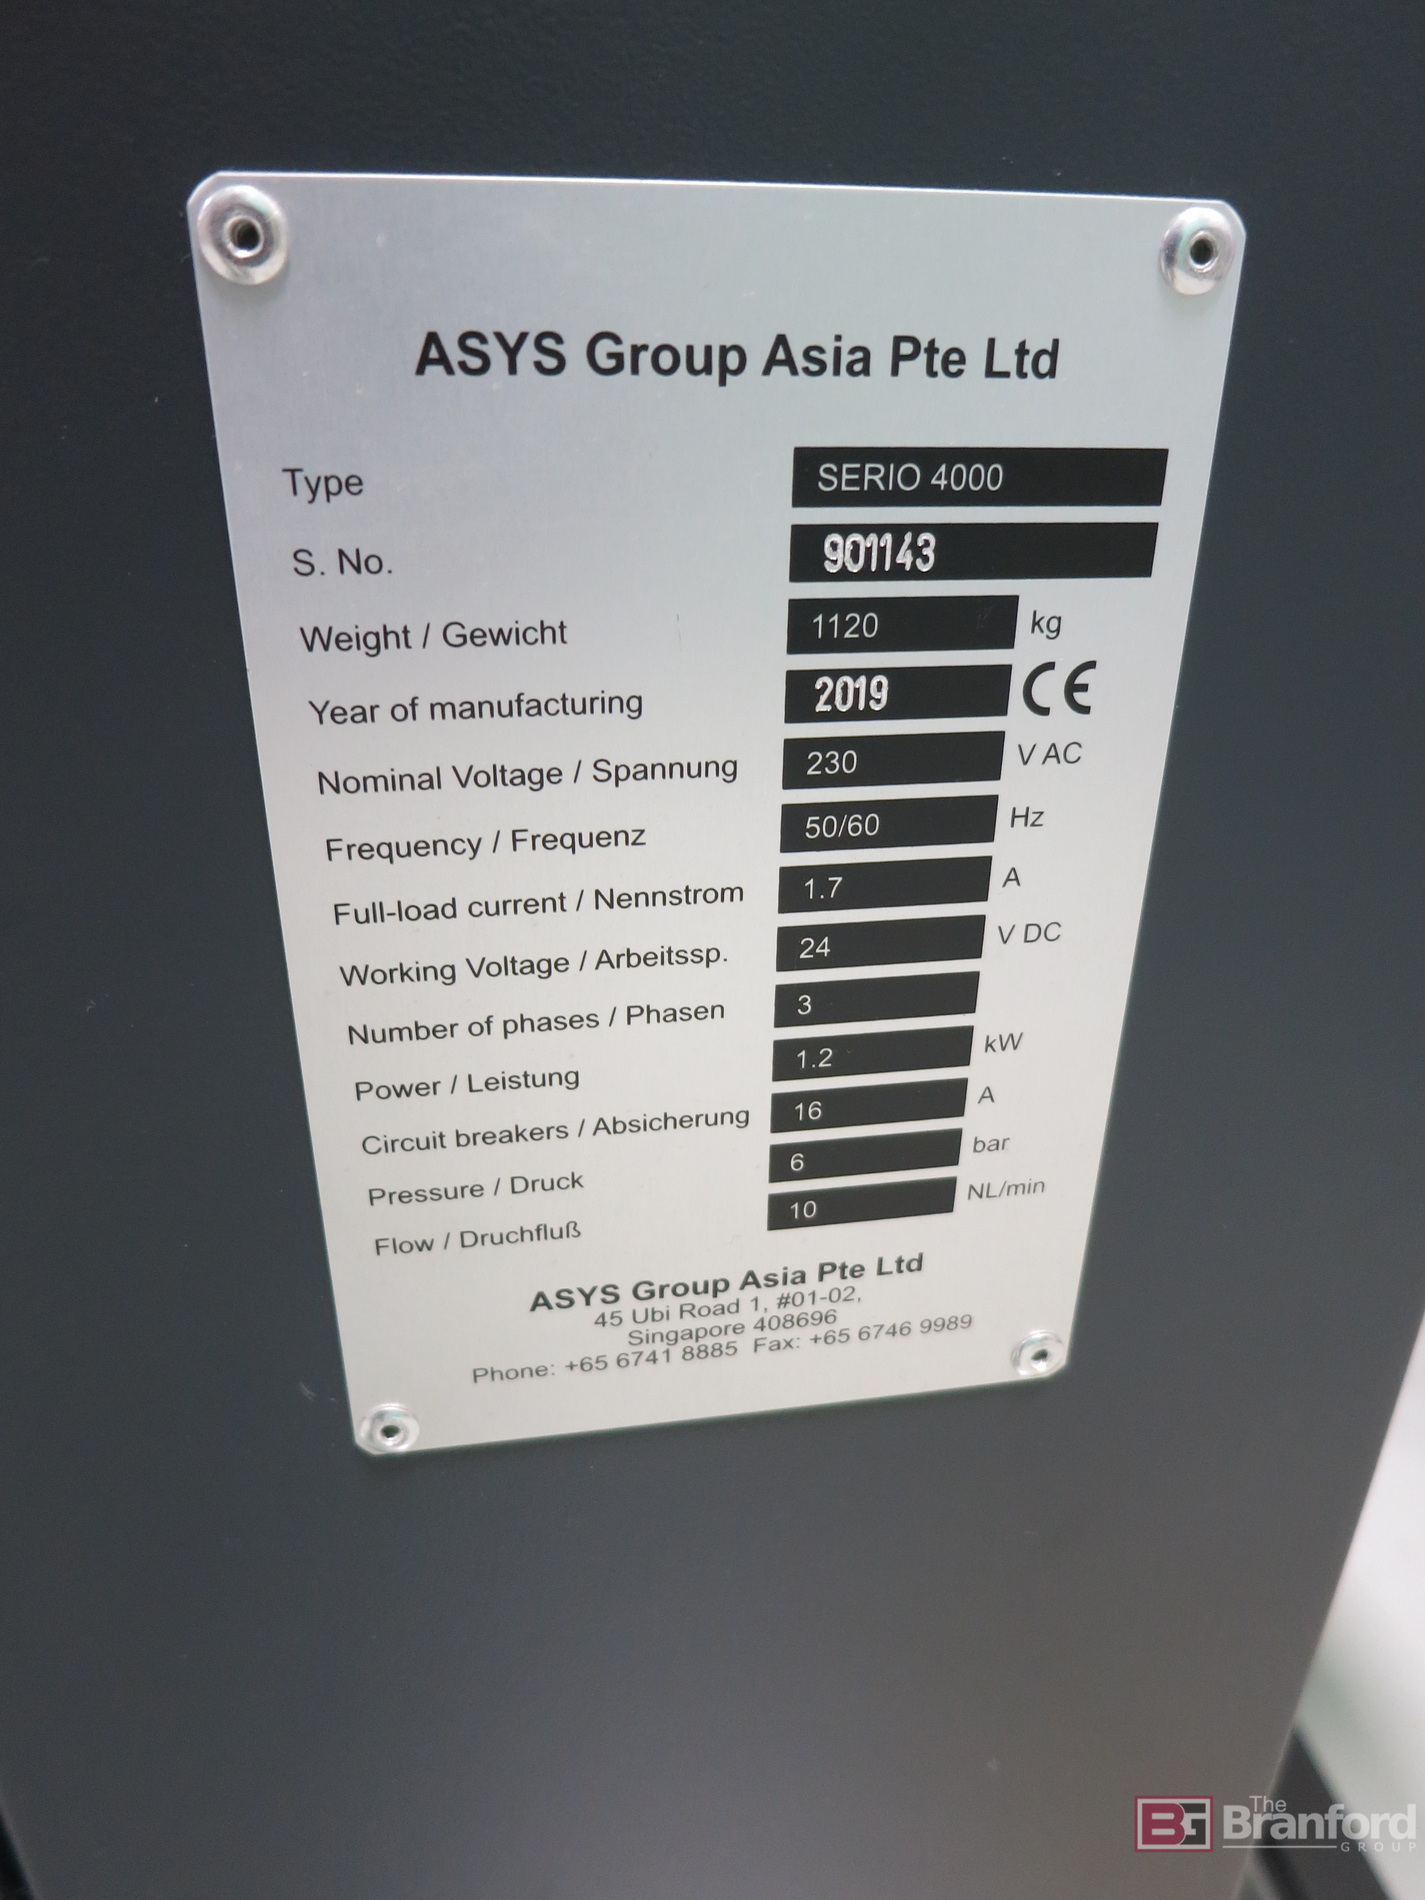 ASYS Group Asia Pte Ltd
Type SERIO 4000
S. No. 901143
Weight / Gewicht 1120 kg
Year of manufacturing 2019 CE
Nominal Voltage / Spannung 230 V AC
Frequency / Frequenz 50/60 Hz
Full-load current / Nennstrom 1.7 A
Working Voltage / Arbeitssp. 24 V DC
Number of phases / Phasen 3
Power / Leistung 1.2 kW
Circuit breakers / Absicherung 16 A
Pressure / Druck 6 bar
Flow / Druchfluß 10 NL/min
ASYS Group Asia Pte Ltd
45 Ubi Road 1, #01-02,
Singapore 408696
Phone: +65 6741 8885 Fax: +65 6746 9989
BG The
Branford
GROUP